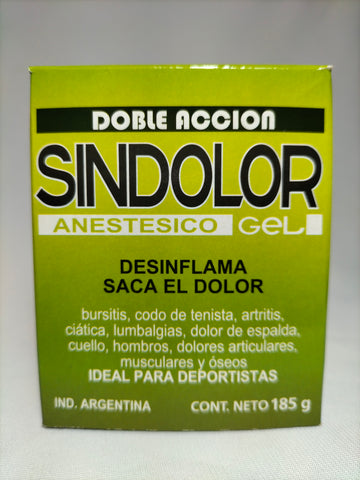 DOBLE ACCION
SINDOLOR
ANESTESICO GEL
DESINFLAMA
SACA EL DOLOR
bursitis, codo de tenista, artritis,
ciática, lumbalgias, dolor de espalda,
cuello, hombros, dolores articulares,
musculares y óseos
IDEAL PARA DEPORTISTAS
IND. ARGENTINA CONT. NETO 185 g